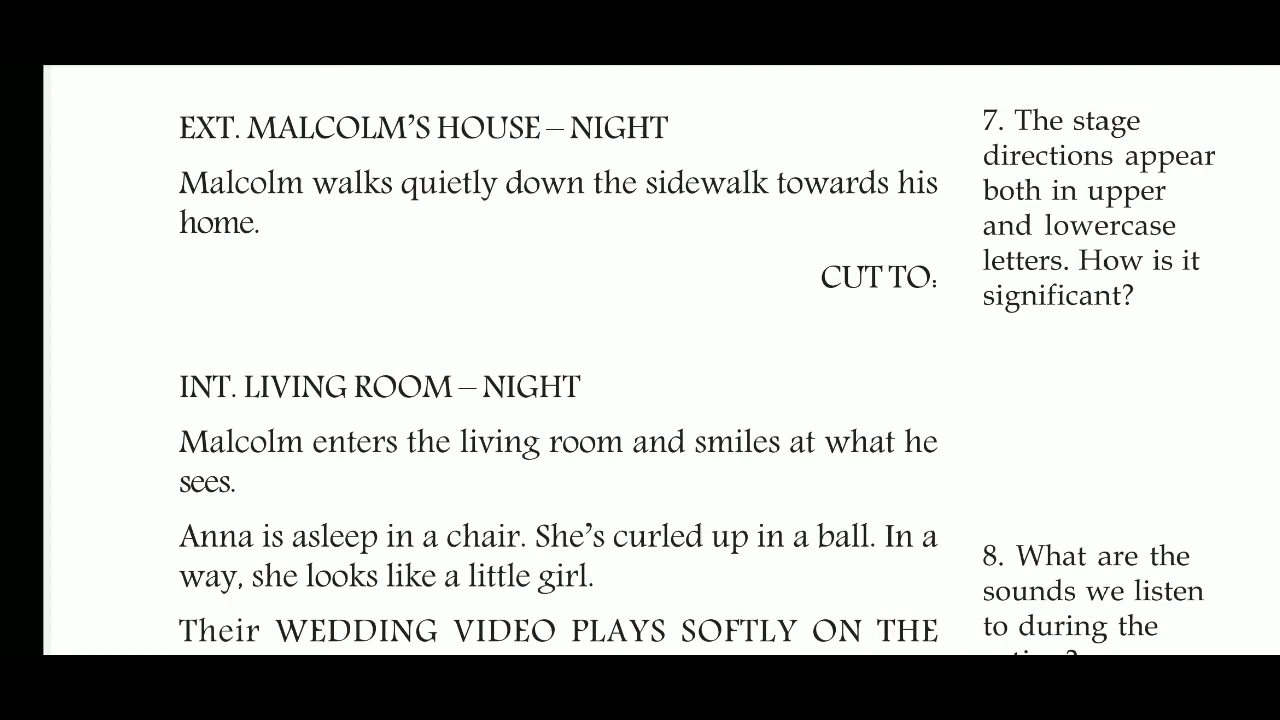 EXT. MALCOLM’S HOUSE – NIGHT
Malcolm walks quietly down the sidewalk towards his
home.
CUT TO:
INT. LIVING ROOM – NIGHT
Malcolm enters the living room and smiles at what he
sees.
Anna is asleep in a chair. She’s curled up in a ball. In a
way, she looks like a little girl.
Their WEDDING VIDEO PLAYS SOFTLY ON THE
7. The stage
directions appear
both in upper
and lowercase
letters. How is it
significant?
8. What are the
sounds we listen
to during the